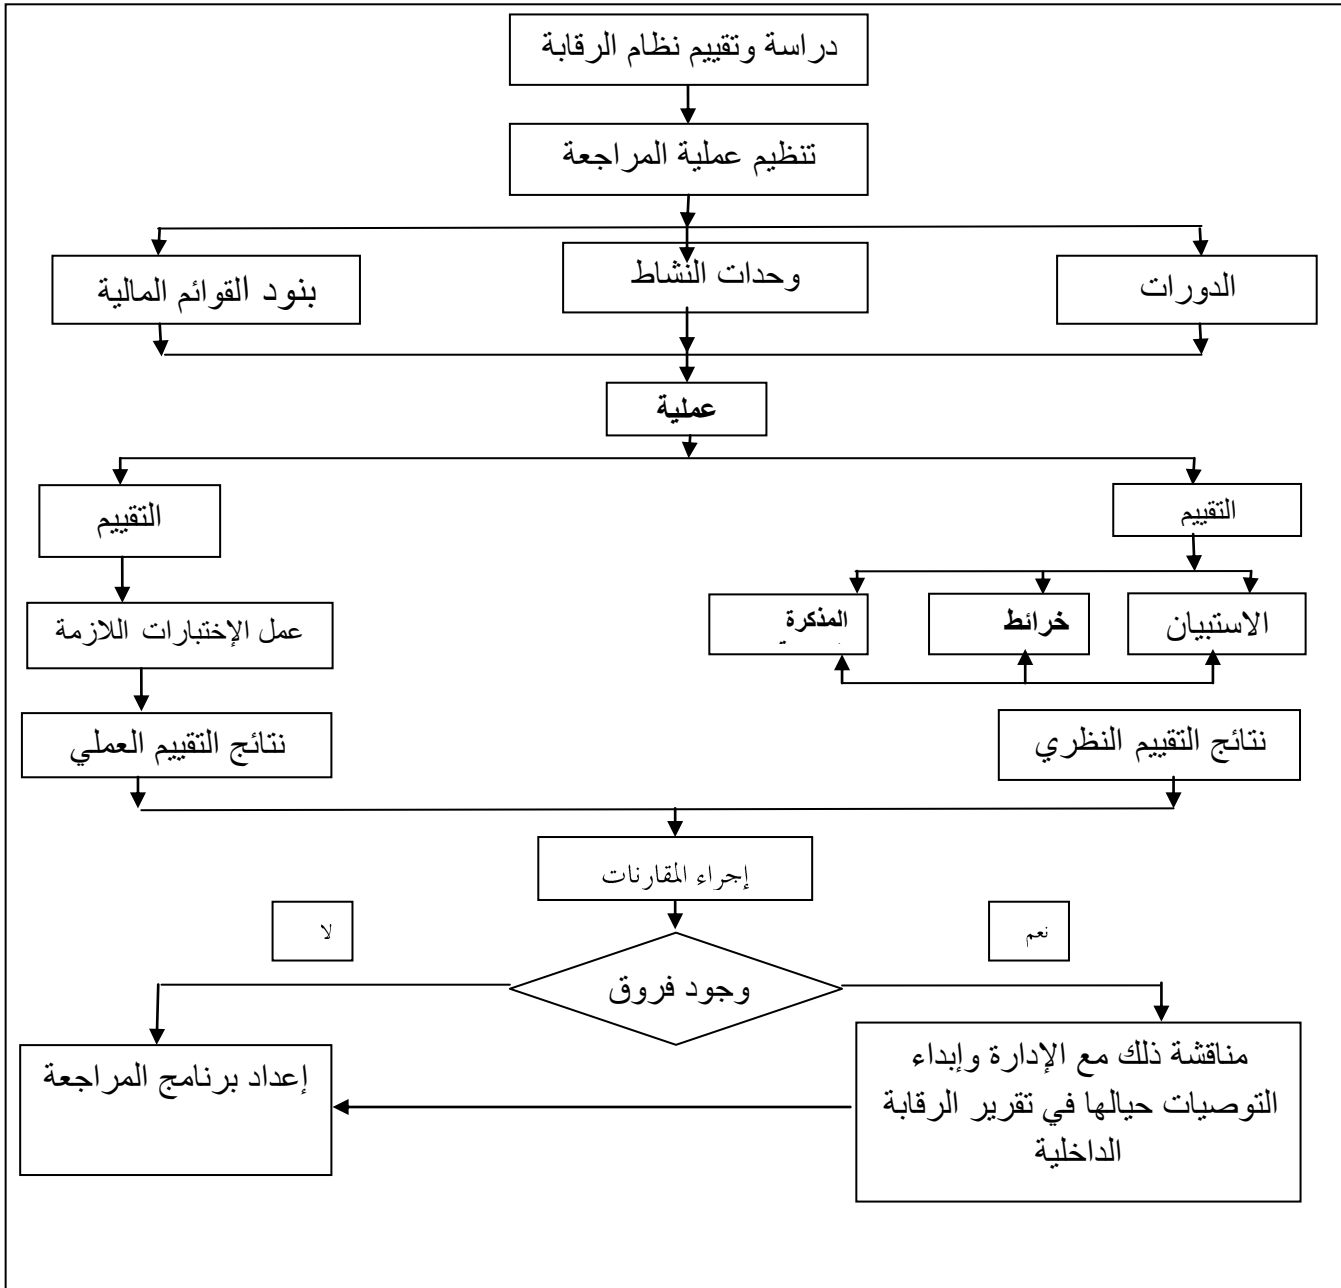 دراسة وتقييم نظام الرقابة
تنظيم عملية المراجعة
الدورات
وحدات النشاط
بنود القوائم المالية
عملية
التقييم
التقييم
الاستبيان
خرائط
المذكرة
عمل الإختبارات اللازمة
نتائج التقييم النظري
نتائج التقييم العملي
إجراء المقارنات
نعم
لا
وجود فروق
مناقشة ذلك مع الإدارة وإبداء
التوصيات حيالها في تقرير الرقابة
الداخلية
إعداد برنامج المراجعة